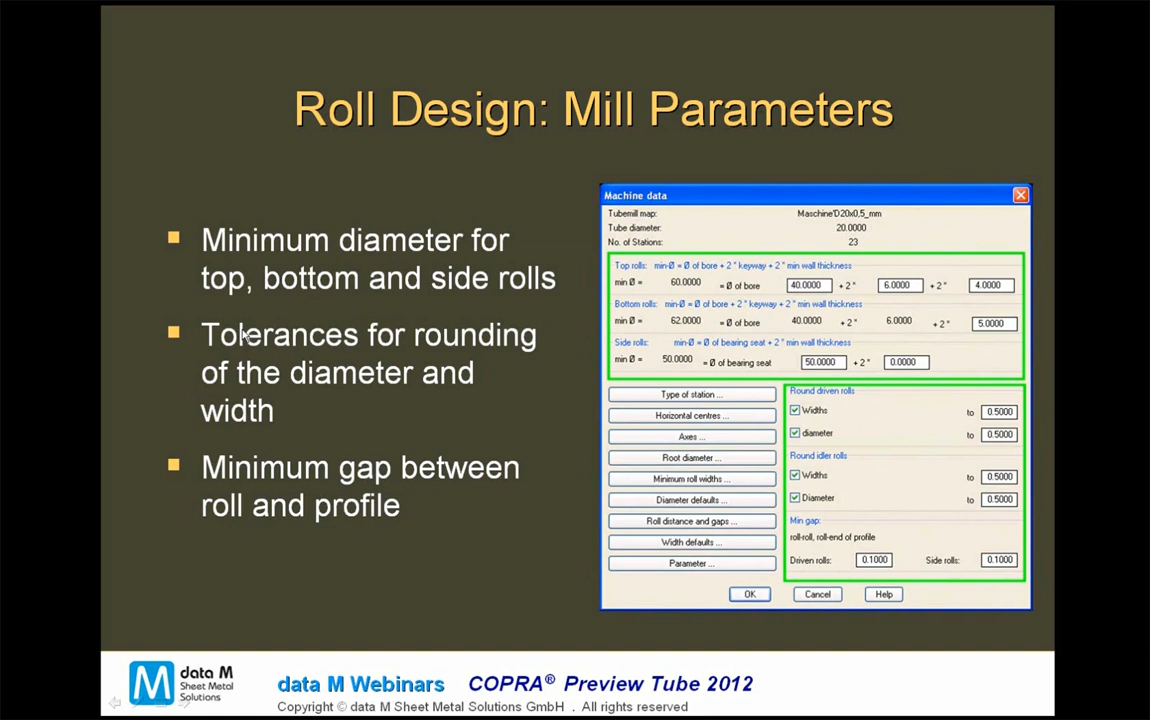 Roll Design: Mill Parameters
Minimum diameter for
top, bottom and side rolls
Tolerances for rounding
of the diameter and
width
Minimum gap between
roll and profile
Machine data
Tubemill map: Maschine'D20x0,5_mm
Tube diameter: 20.0000
No. of Stations: 23
Top rolls: min-Ø = Ø of bore + 2 * keyway + 2 * min wall thickness
min Ø = 60.0000 = Ø of bore 40.0000 + 2 * 6.0000 + 2 * 4.0000
Bottom rolls: min-Ø = Ø of bore + 2 * keyway + 2 * min wall thickness
min Ø = 62.0000 = Ø of bore 40.0000 + 2 * 6.0000 + 2 * 5.0000
Side rolls: min-Ø = Ø of bearing seat + 2 * min wall thickness
min Ø = 50.0000 = Ø of bearing seat 50.0000 + 2 * 0.0000
Type of station ...
Horizontal centres ...
Axes ...
Root diameter ...
Minimum roll widths ...
Diameter defaults ...
Roll distance and gaps ...
Width defaults ...
Parameter ...
Round driven rolls
Widths to 0.5000
diameter to 0.5000
Round idler rolls
Widths to 0.5000
Diameter to 0.5000
Min gap:
roll-roll, roll-end of profile
Driven rolls: 0.1000 Side rolls: 0.1000
OK Cancel Help
M data M
Sheet Metal
Solutions
data M Webinars COPRA® Preview Tube 2012
Copyright © data M Sheet Metal Solutions GmbH . All rights reserved